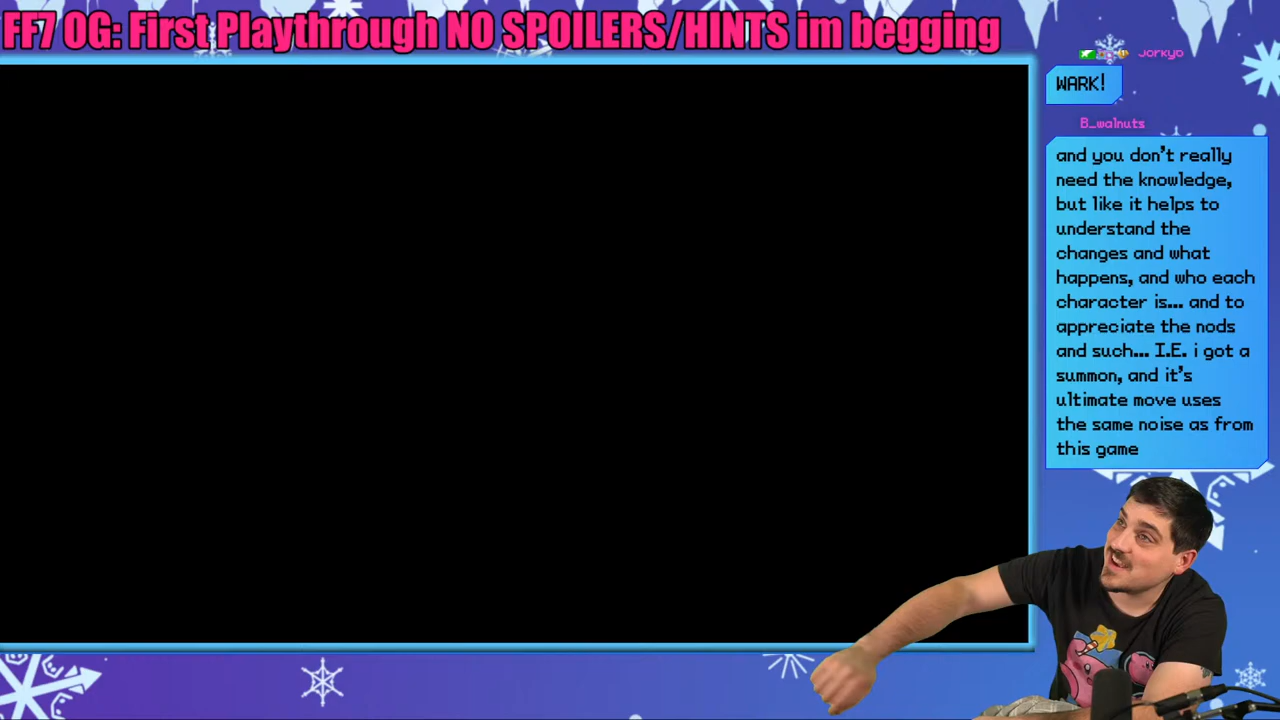 FF7 OG: First Playthrough NO SPOILERS/HINTS im begging
Jorkyo
WARK!
B_walnuts
and you don't really
need the knowledge,
but like it helps to
understand the
changes and what
happens, and who each
character is... and to
appreciate the nods
and such... I.E. i got a
summon, and it's
ultimate move uses
the same noise as from
this game